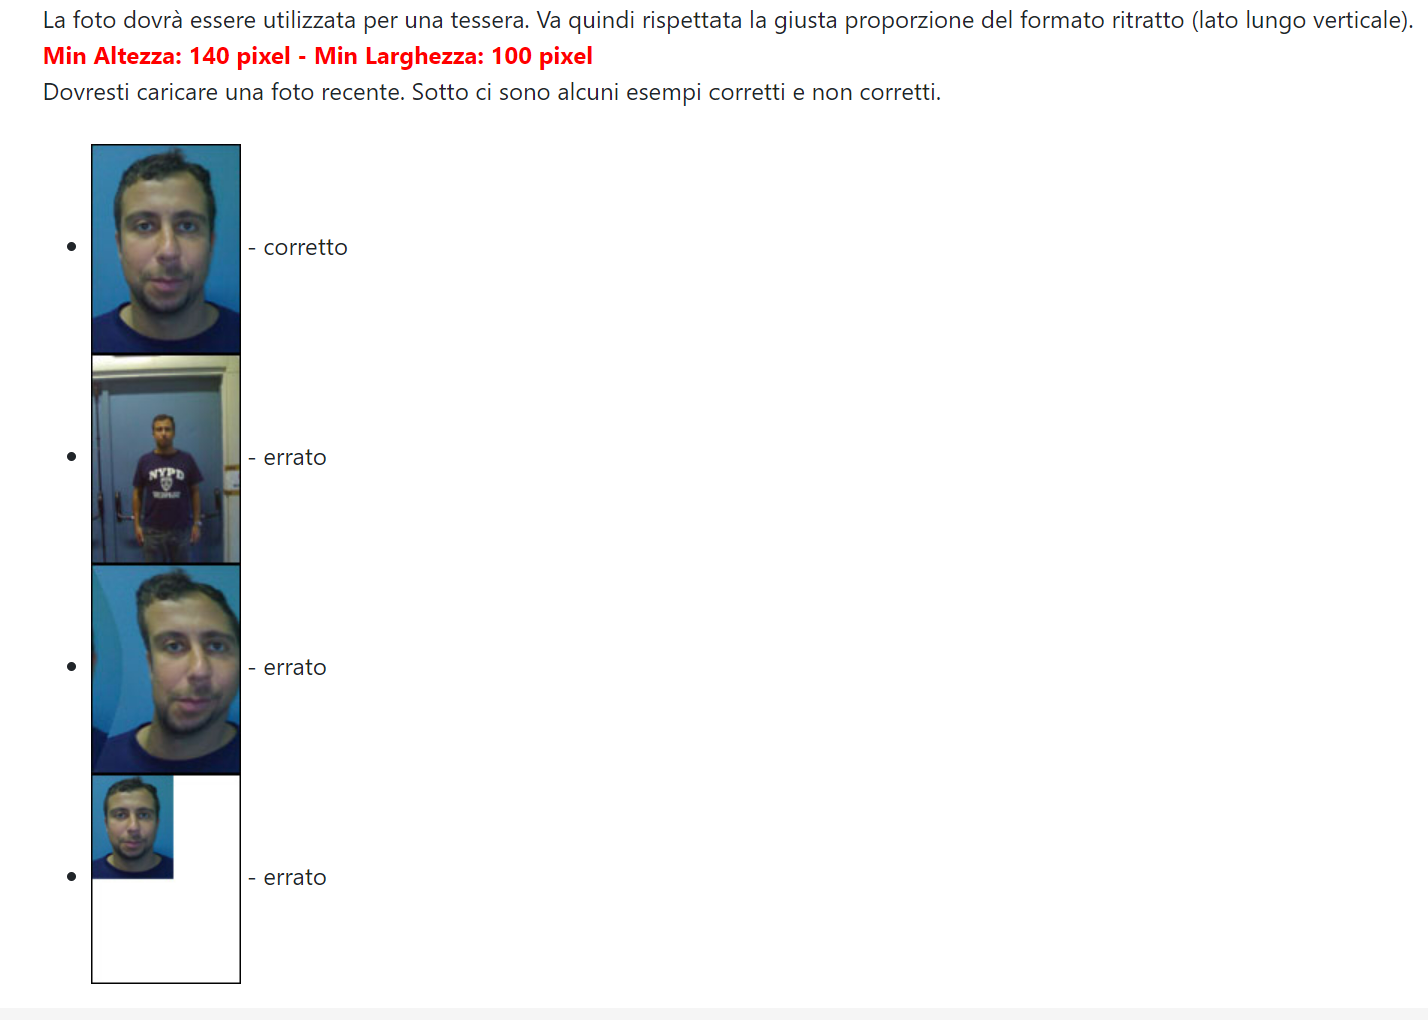 La foto dovrà essere utilizzata per una tessera. Va quindi rispettata la giusta proporzione del formato ritratto (lato lungo verticale).
Min Altezza: 140 pixel - Min Larghezza: 100 pixel
Dovresti caricare una foto recente. Sotto ci sono alcuni esempi corretti e non corretti.
- corretto
- errato
NYPD
- errato
- errato